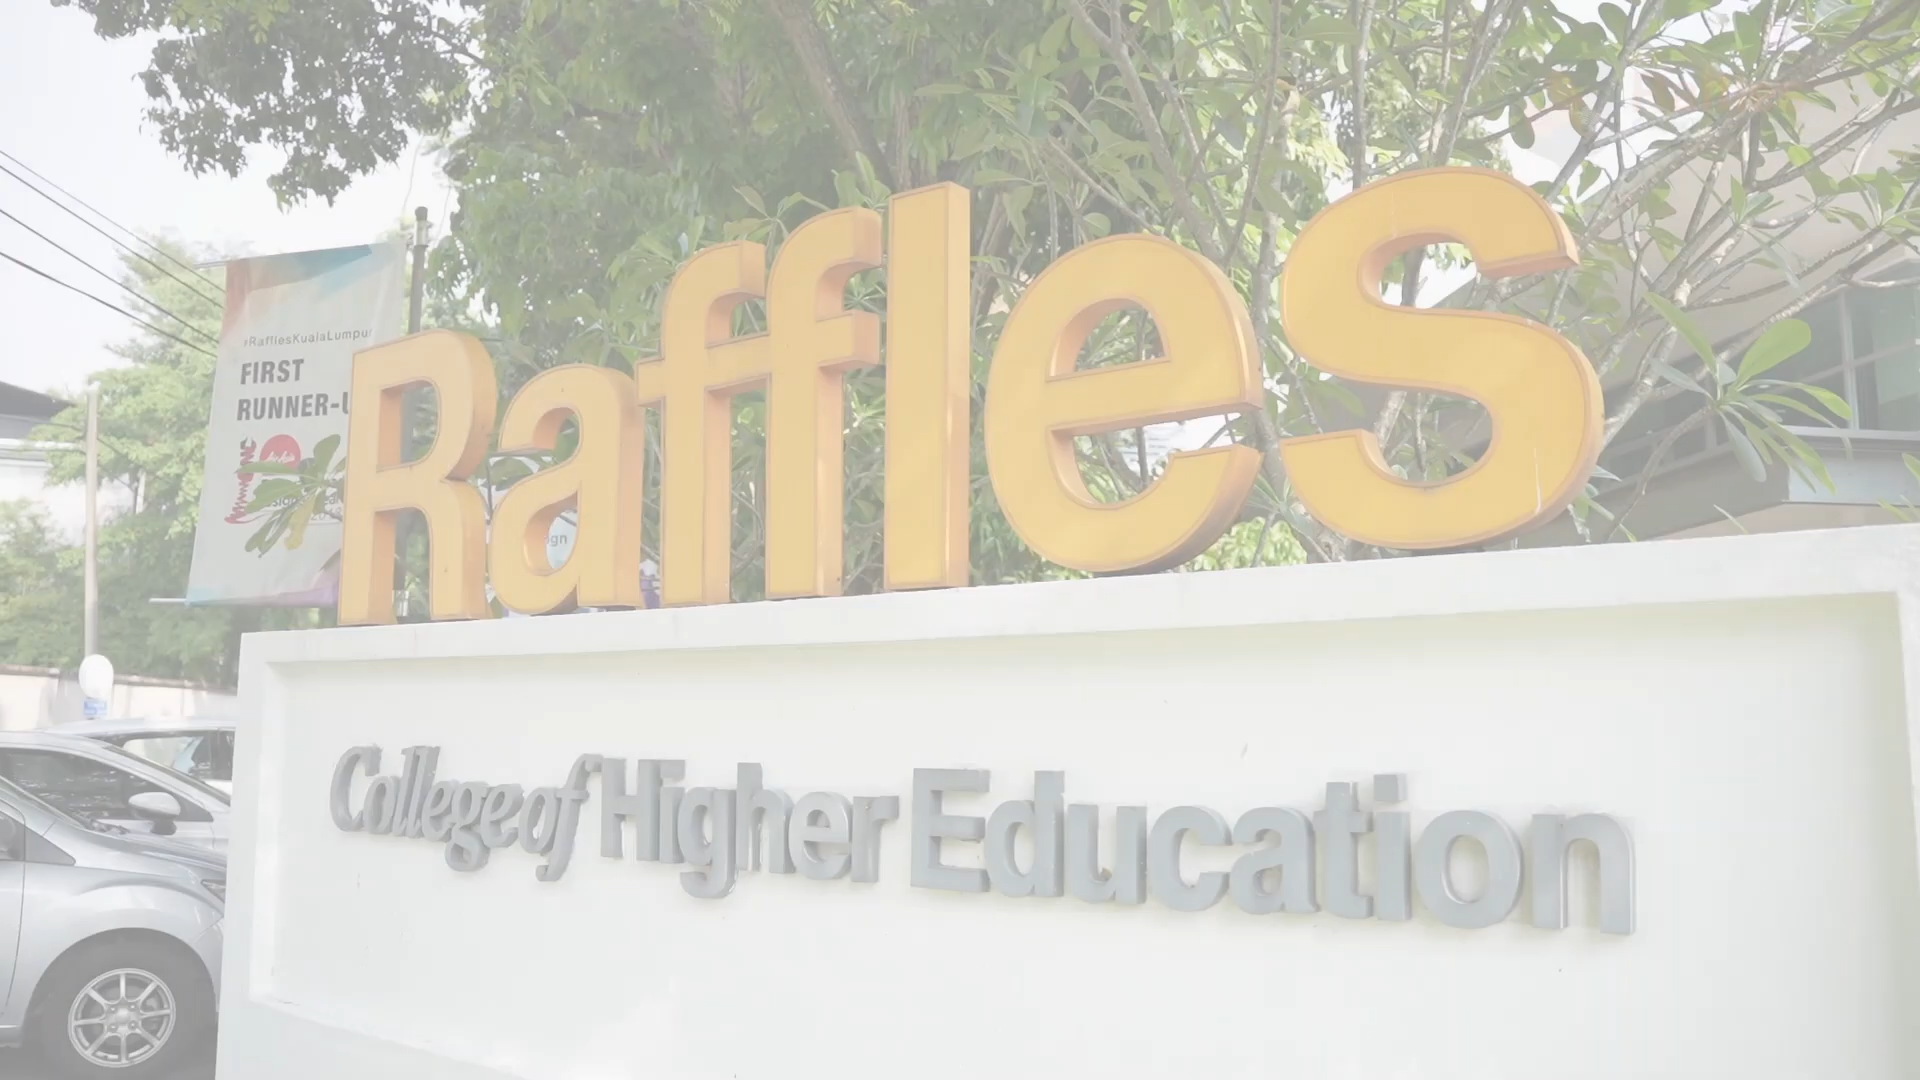 #RafflesKualaLumpur
FIRST
RUNNER-U
Raffles
College of Higher Education